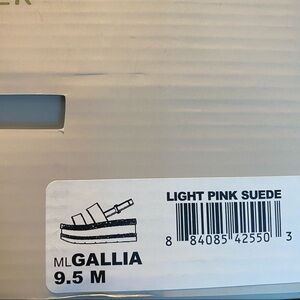 LIGHT PINK SUEDE
8 84085 42550 3
MLGALLIA
9.5 M